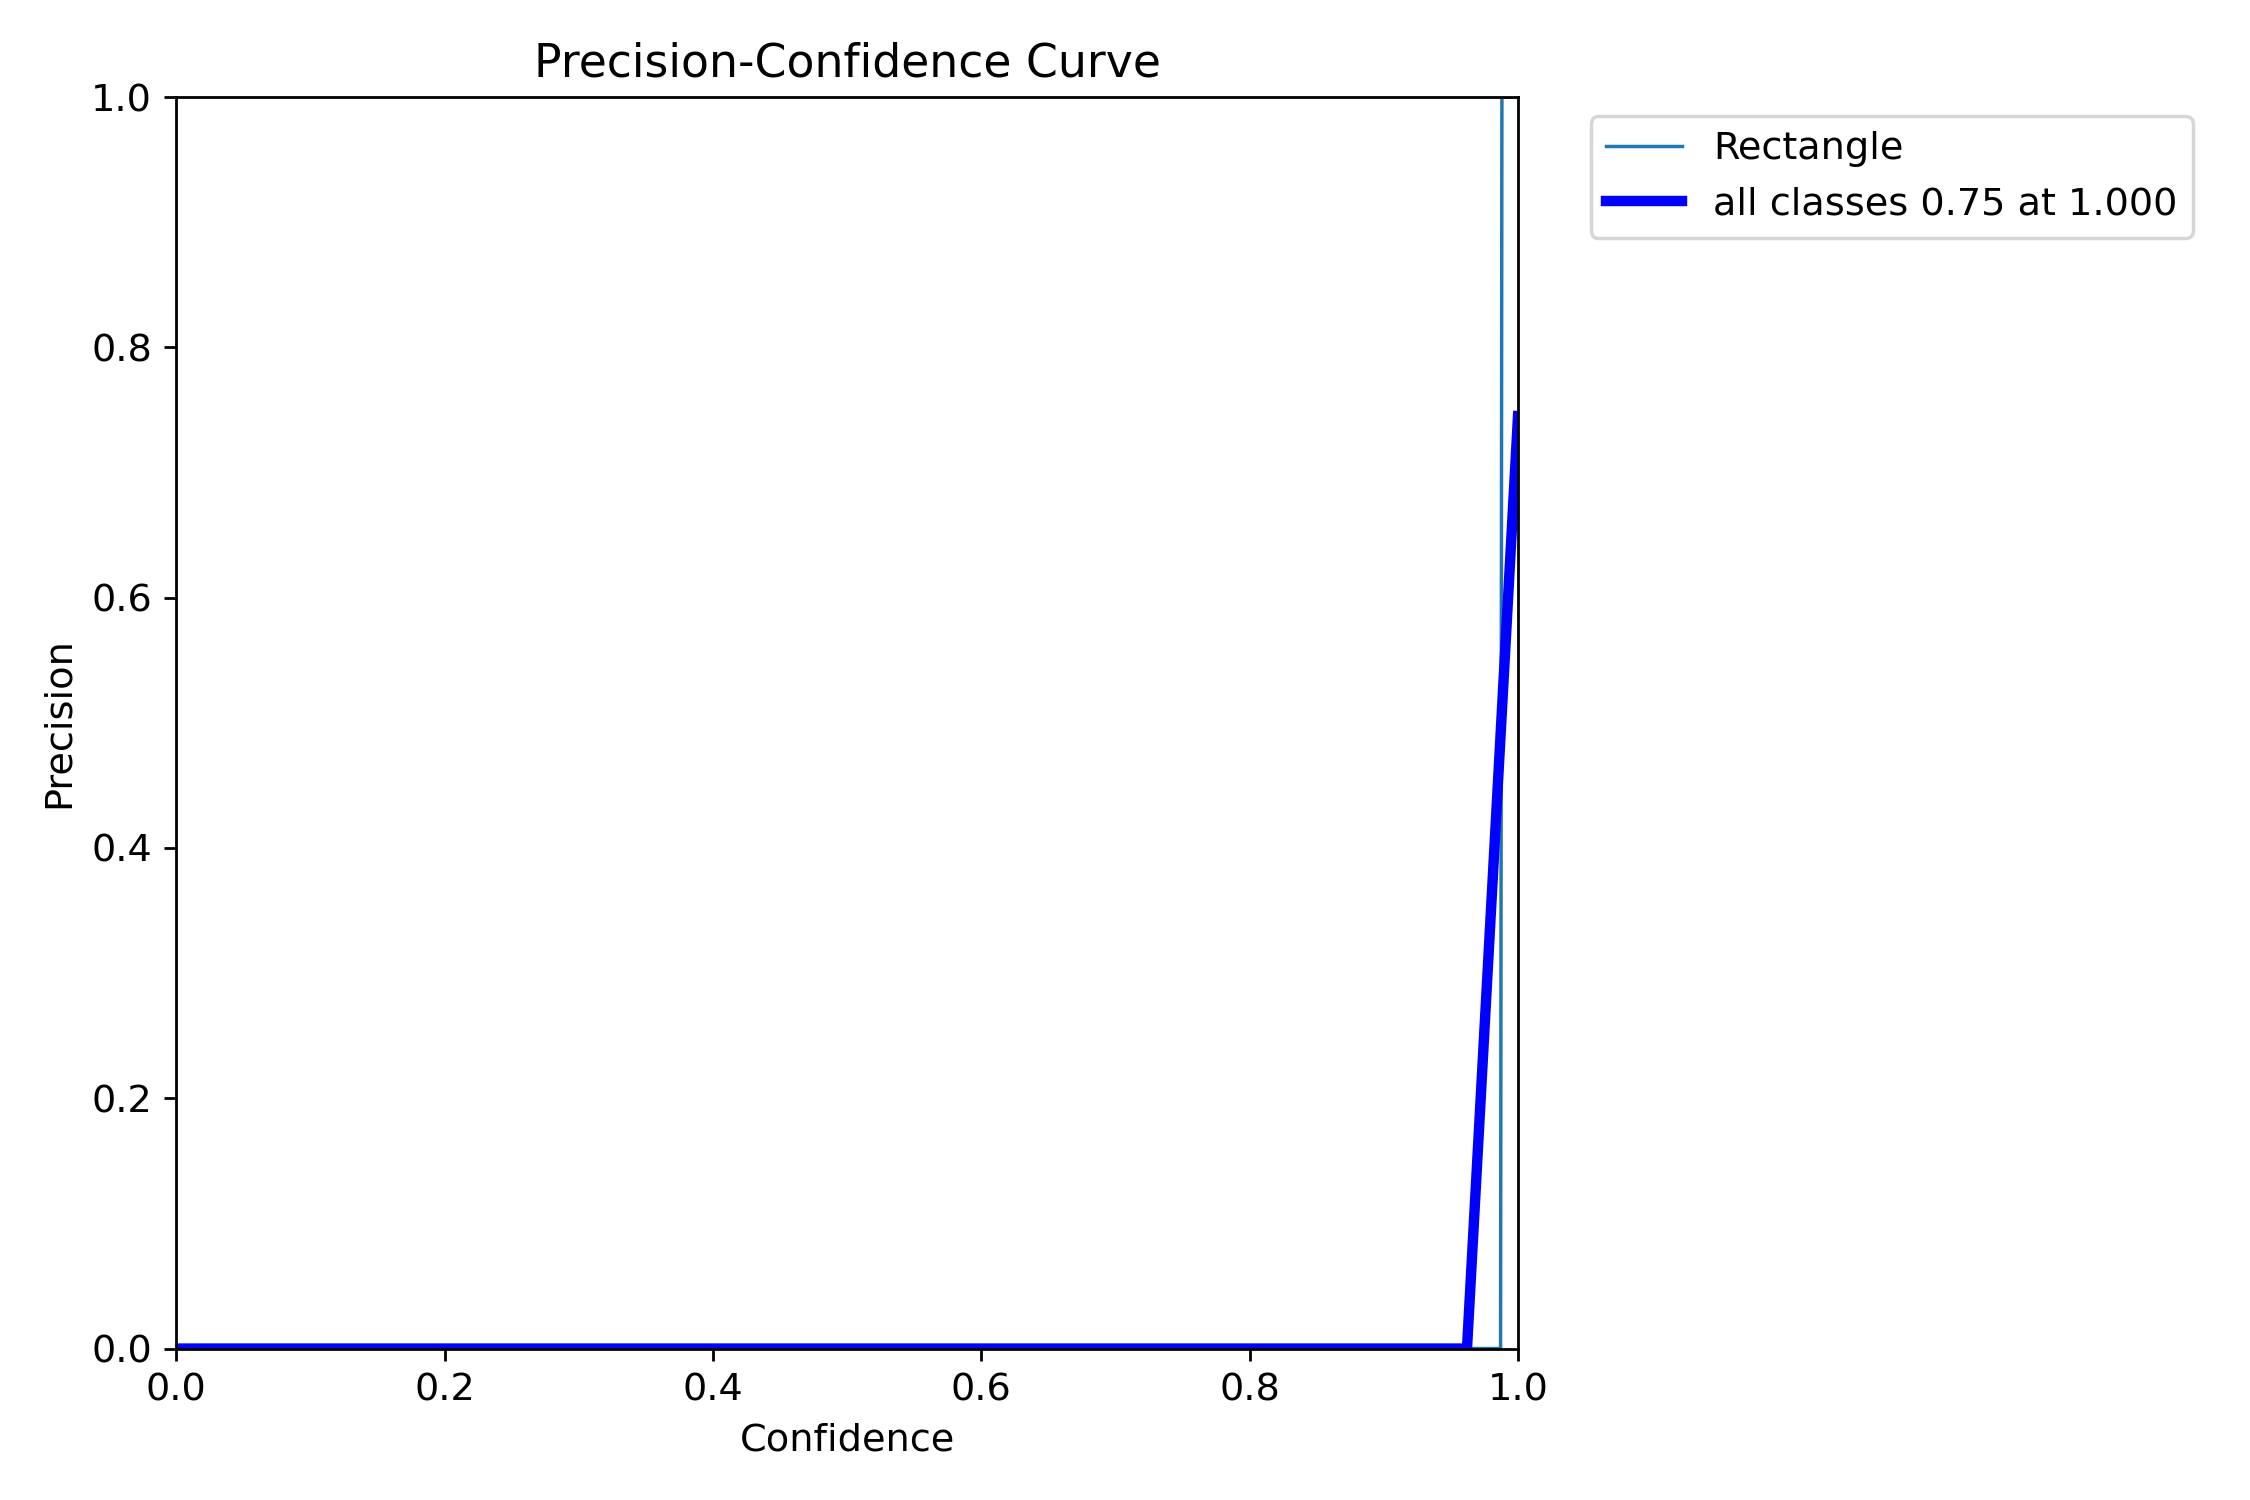 Precision-Confidence Curve
1.0
0.8
0.6
0.4
0.2
0.0
Precision
0.0 0.2 0.4 0.6 0.8 1.0
Confidence
Rectangle
all classes 0.75 at 1.000